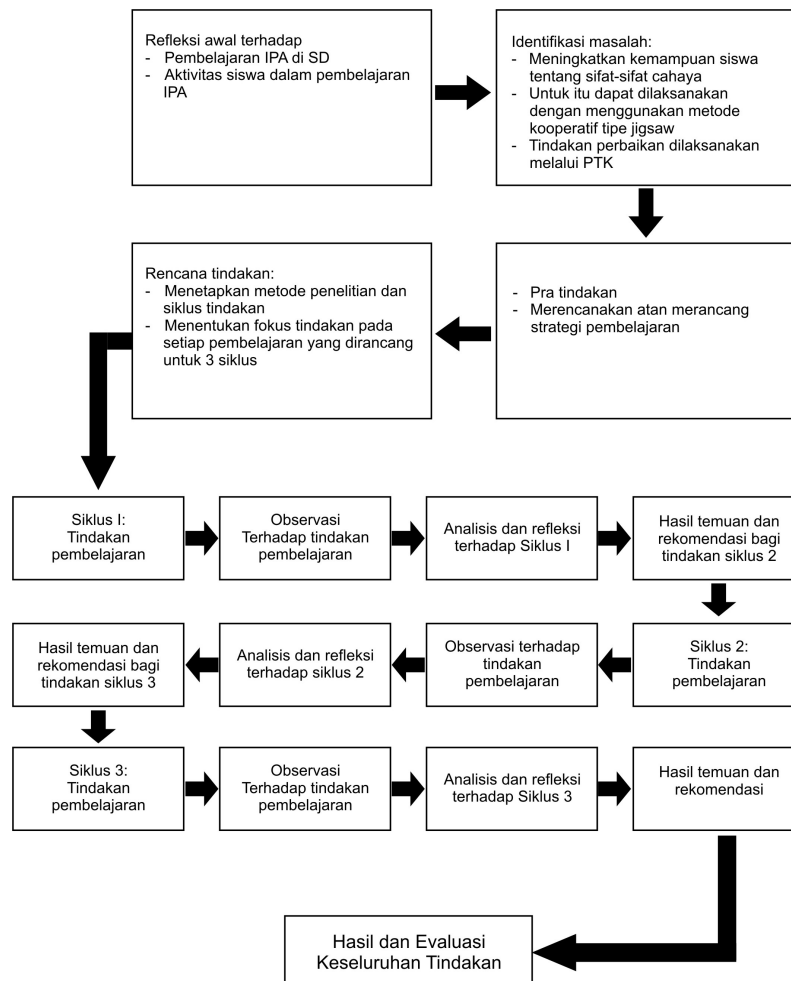 Refleksi awal terhadap
- Pembelajaran IPA di SD
- Aktivitas siswa dalam pembelajaran
IPA
Identifikasi masalah:
- Meningkatkan kemampuan siswa
tentang sifat-sifat cahaya
- Untuk itu dapat dilaksanakan
dengan menggunakan metode
kooperatif tipe jigsaw
- Tindakan perbaikan dilaksanakan
melalui PTK
- Pra tindakan
- Merencanakan atan merancang
strategi pembelajaran
Rencana tindakan:
- Menetapkan metode penelitian dan
siklus tindakan
- Menentukan fokus tindakan pada
setiap pembelajaran yang dirancang
untuk 3 siklus
Siklus I:
Tindakan
pembelajaran
Observasi
Terhadap tindakan
pembelajaran
Analisis dan refleksi
terhadap Siklus I
Hasil temuan dan
rekomendasi bagi
tindakan siklus 2
Siklus 2:
Tindakan
pembelajaran
Observasi terhadap
tindakan
pembelajaran
Analisis dan refleksi
terhadap siklus 2
Hasil temuan dan
rekomendasi bagi
tindakan siklus 3
Siklus 3:
Tindakan
pembelajaran
Observasi
Terhadap tindakan
pembelajaran
Analisis dan refleksi
terhadap Siklus 3
Hasil temuan dan
rekomendasi
Hasil dan Evaluasi
Keseluruhan Tindakan